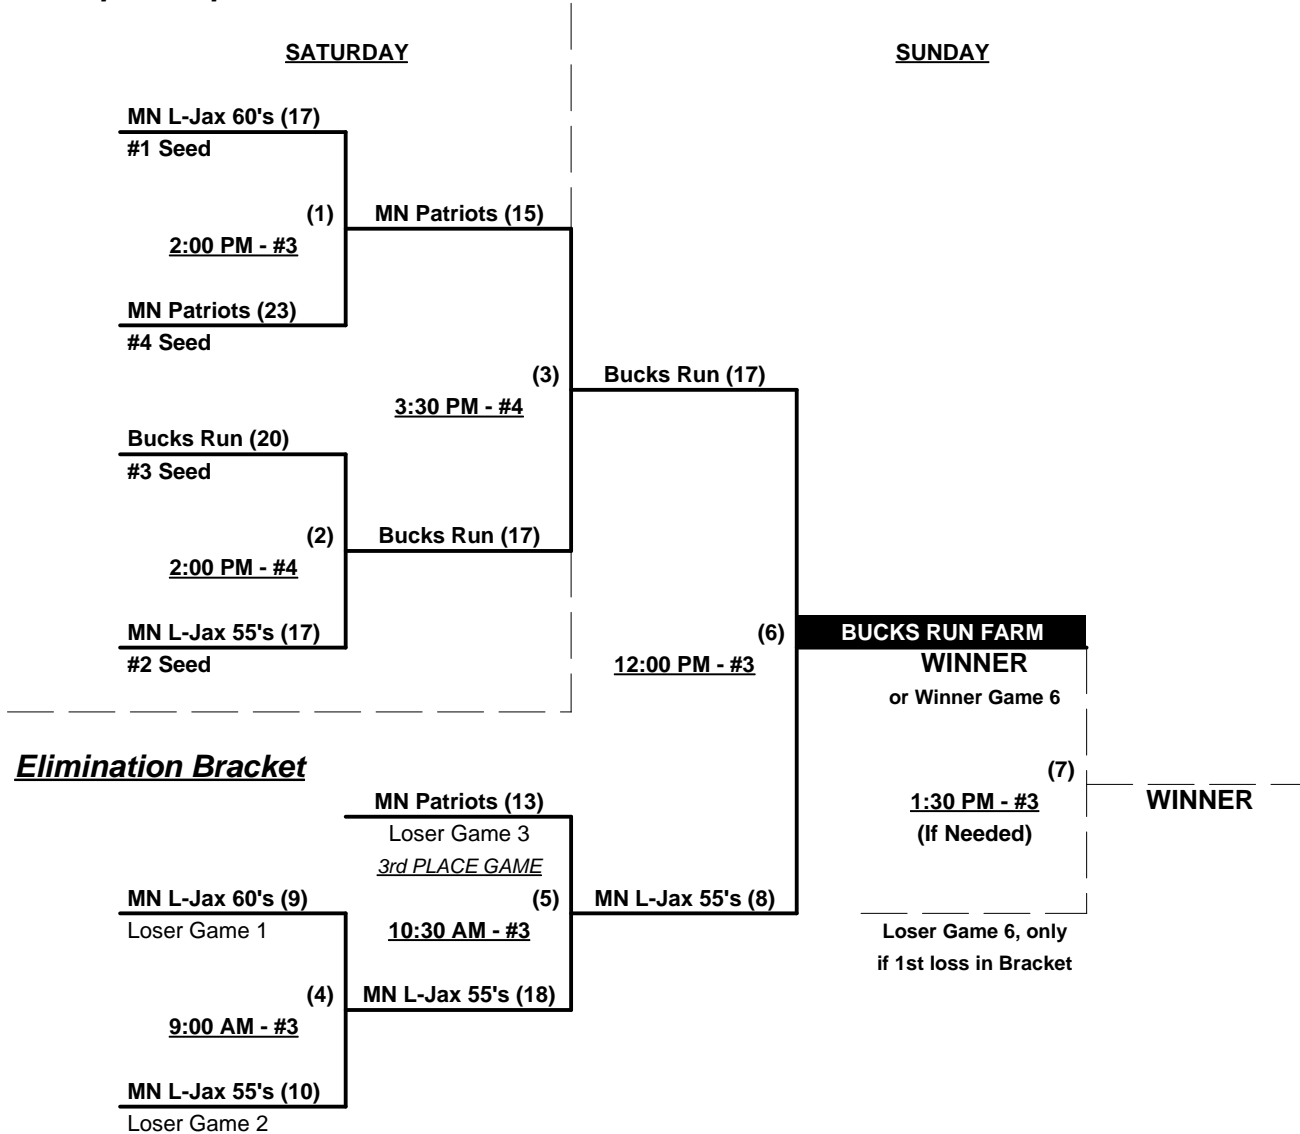 SATURDAY
SUNDAY
MN L-Jax 60's (17)
#1 Seed
(1)
MN Patriots (15)
2:00 PM - #3
MN Patriots (23)
#4 Seed
(3)
Bucks Run (17)
3:30 PM - #4
Bucks Run (20)
#3 Seed
(2)
Bucks Run (17)
2:00 PM - #4
MN L-Jax 55's (17)
#2 Seed
(6)
BUCKS RUN FARM
12:00 PM - #3
WINNER
or Winner Game 6
Elimination Bracket
(7)
MN Patriots (13)
1:30 PM - #3
WINNER
Loser Game 3
(If Needed)
3rd PLACE GAME
MN L-Jax 60's (9)
(5)
MN L-Jax 55's (8)
Loser Game 1
10:30 AM - #3
Loser Game 6, only
if 1st loss in Bracket
(4)
MN L-Jax 55's (18)
9:00 AM - #3
MN L-Jax 55's (10)
Loser Game 2